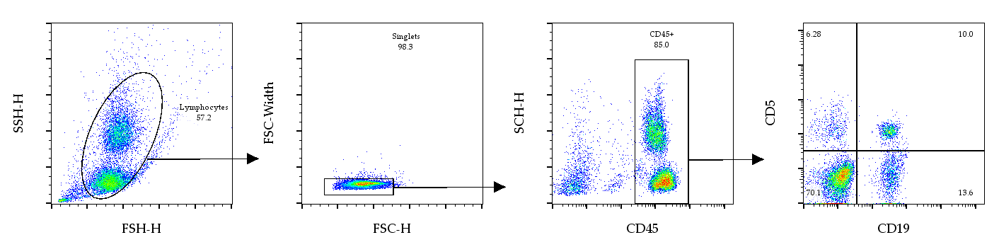 SSH-H
Lymphocytes
57.2
FSH-H
FSC-Width
Singlets
98.3
FSC-H
SCH-H
CD45+
85.0
CD45
CD5
6.28
10.0
70.1
13.6
CD19